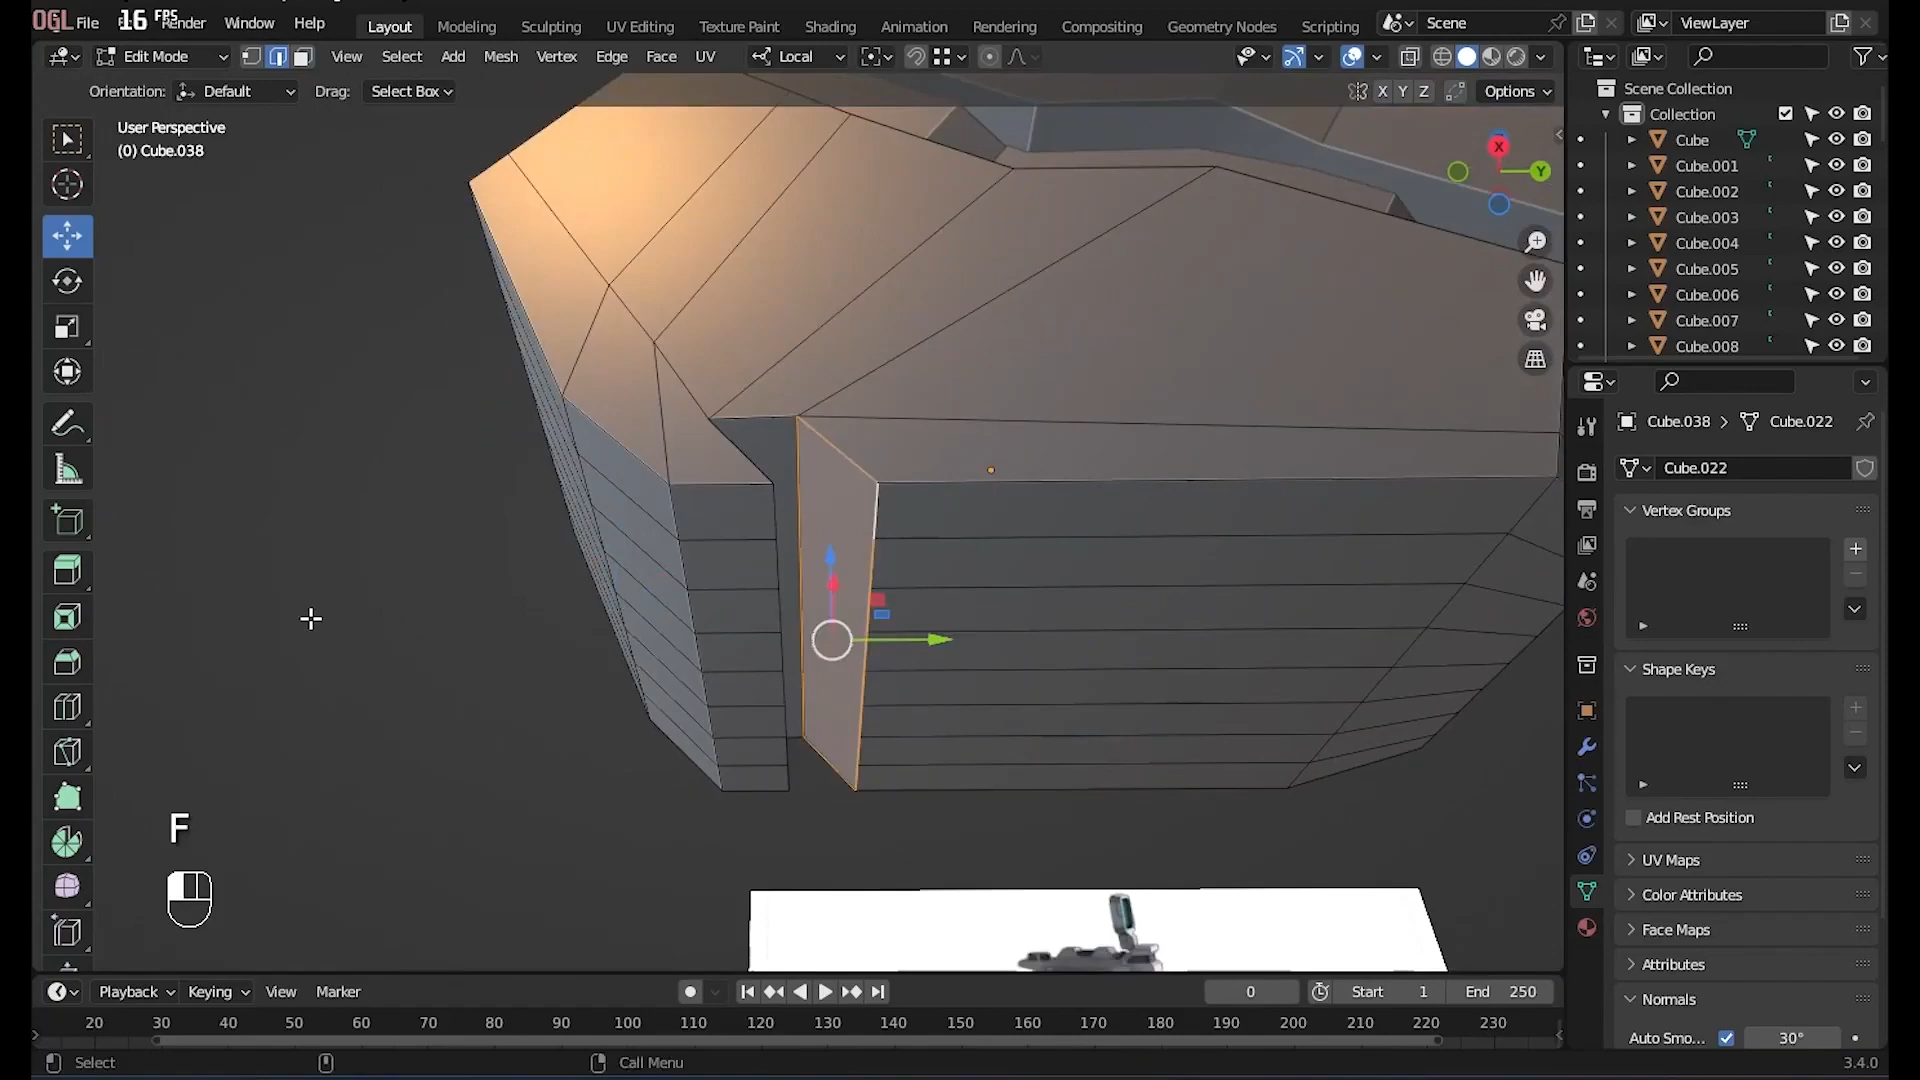 OGL 16 FPS
File Render Window Help Layout Modeling Sculpting UV Editing Texture Paint Shading Animation Rendering Compositing Geometry Nodes Scripting Scene ViewLayer
Edit Mode View Select Add Mesh Vertex Edge Face UV Local
Orientation: Default Drag: Select Box X Y Z Options
User Perspective
(0) Cube.038
X
Y
Scene Collection
Collection
Cube
Cube.001
Cube.002
Cube.003
Cube.004
Cube.005
Cube.006
Cube.007
Cube.008
Cube.038 > Cube.022
Cube.022
Vertex Groups
Shape Keys
Add Rest Position
UV Maps
Color Attributes
Face Maps
Attributes
Normals
Auto Smo... 30°
F
Playback Keying View Marker 0 Start 1 End 250
20 30 40 50 60 70 80 90 100 110 120 130 140 150 160 170 180 190 200 210 220 230
Select Call Menu 3.4.0